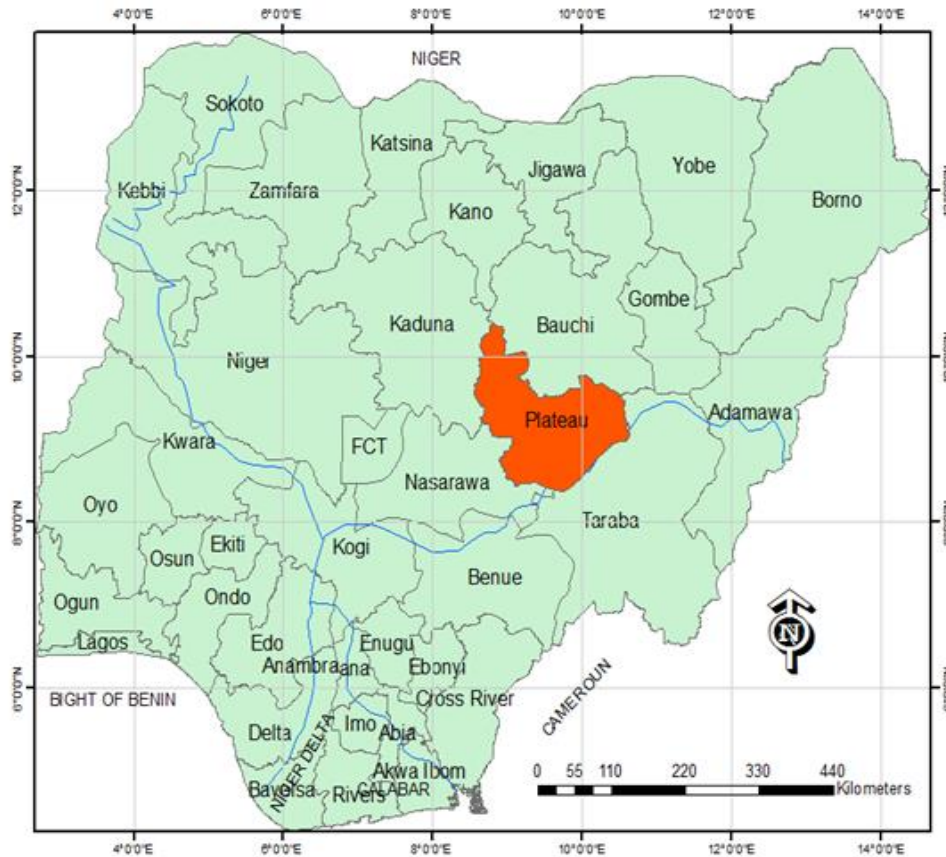 4°0'0"E 6°0'0"E 8°0'0"E 10°0'0"E 12°0'0"E 14°0'0"E
NIGER
Sokoto
Katsina
Jigawa
Yobe
Kebbi
Zamfara
Borno
12°0'0"N
Kano
Gombe
Kaduna
Bauchi
Niger
10°0'0"N
Plateau
Adamawa
Kwara
FCT
Nasarawa
Oyo
Taraba
8°0'0"N
Ekiti
Kogi
Osun
Benue
Ondo
Ogun
N
Lagos
Edo
Enugu
Anambra
ana
Ebonyi
6°0'0"N
BIGHT OF BENIN
Cross River
CAMEROUN
Delta
Imo
Abia
NIGER DELTA
Akwa Ibom
0 55 110 220 330 440
Kilometers
Bayelsa
Rivers
CALABAR
4°0'0"E 6°0'0"E 8°0'0"E 10°0'0"E 12°0'0"E 14°0'0"E